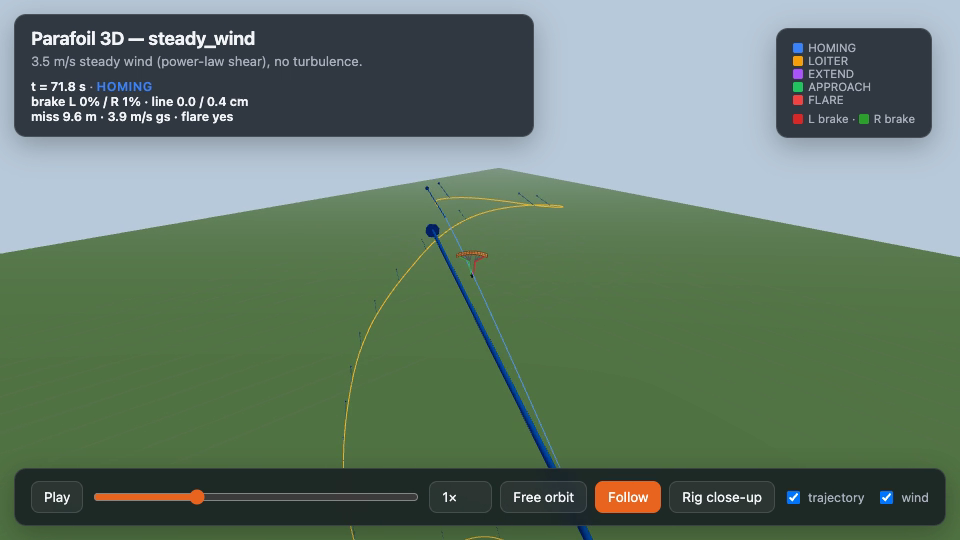 Parafoil 3D — steady_wind
3.5 m/s steady wind (power-law shear), no turbulence.
t = 71.8 s · HOMING
brake L 0% / R 1% · line 0.0 / 0.4 cm
miss 9.6 m · 3.9 m/s gs · flare yes
HOMING
LOITER
EXTEND
APPROACH
FLARE
L brake · R brake
Play
1×
Free orbit
Follow
Rig close-up
trajectory
wind